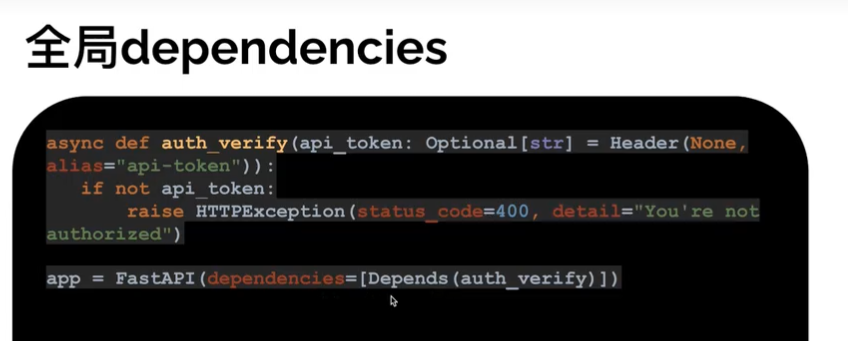 全局dependencies
async def auth_verify(api_token: Optional[str] = Header(None,
alias="api-token")):
    if not api_token:
        raise HTTPException(status_code=400, detail="You're not
authorized")
app = FastAPI(dependencies=[Depends(auth_verify)])